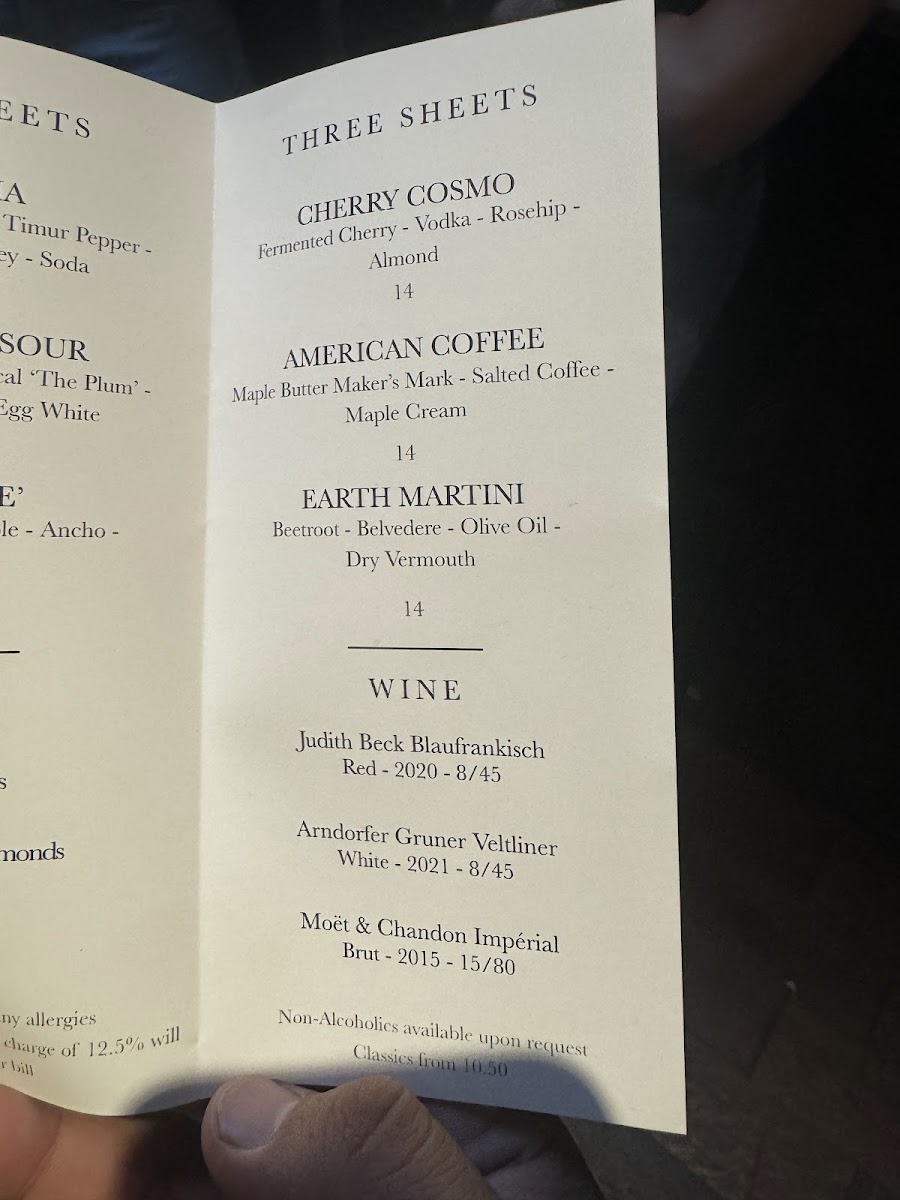 EETS
A
Timur Pepper -
ey - Soda
SOUR
cal ‘The Plum’ -
Egg White
E’
le - Ancho -
s
monds
ny allergies
charge of 12.5% will
r bill
THREE SHEETS
CHERRY COSMO
Fermented Cherry - Vodka - Rosehip -
Almond
14
AMERICAN COFFEE
Maple Butter Maker’s Mark - Salted Coffee -
Maple Cream
14
EARTH MARTINI
Beetroot - Belvedere - Olive Oil -
Dry Vermouth
14
WINE
Judith Beck Blaufrankisch
Red - 2020 - 8/45
Arndorfer Gruner Veltliner
White - 2021 - 8/45
Moët & Chandon Impérial
Brut - 2015 - 15/80
Non-Alcoholics available upon request
Classics from 10.50